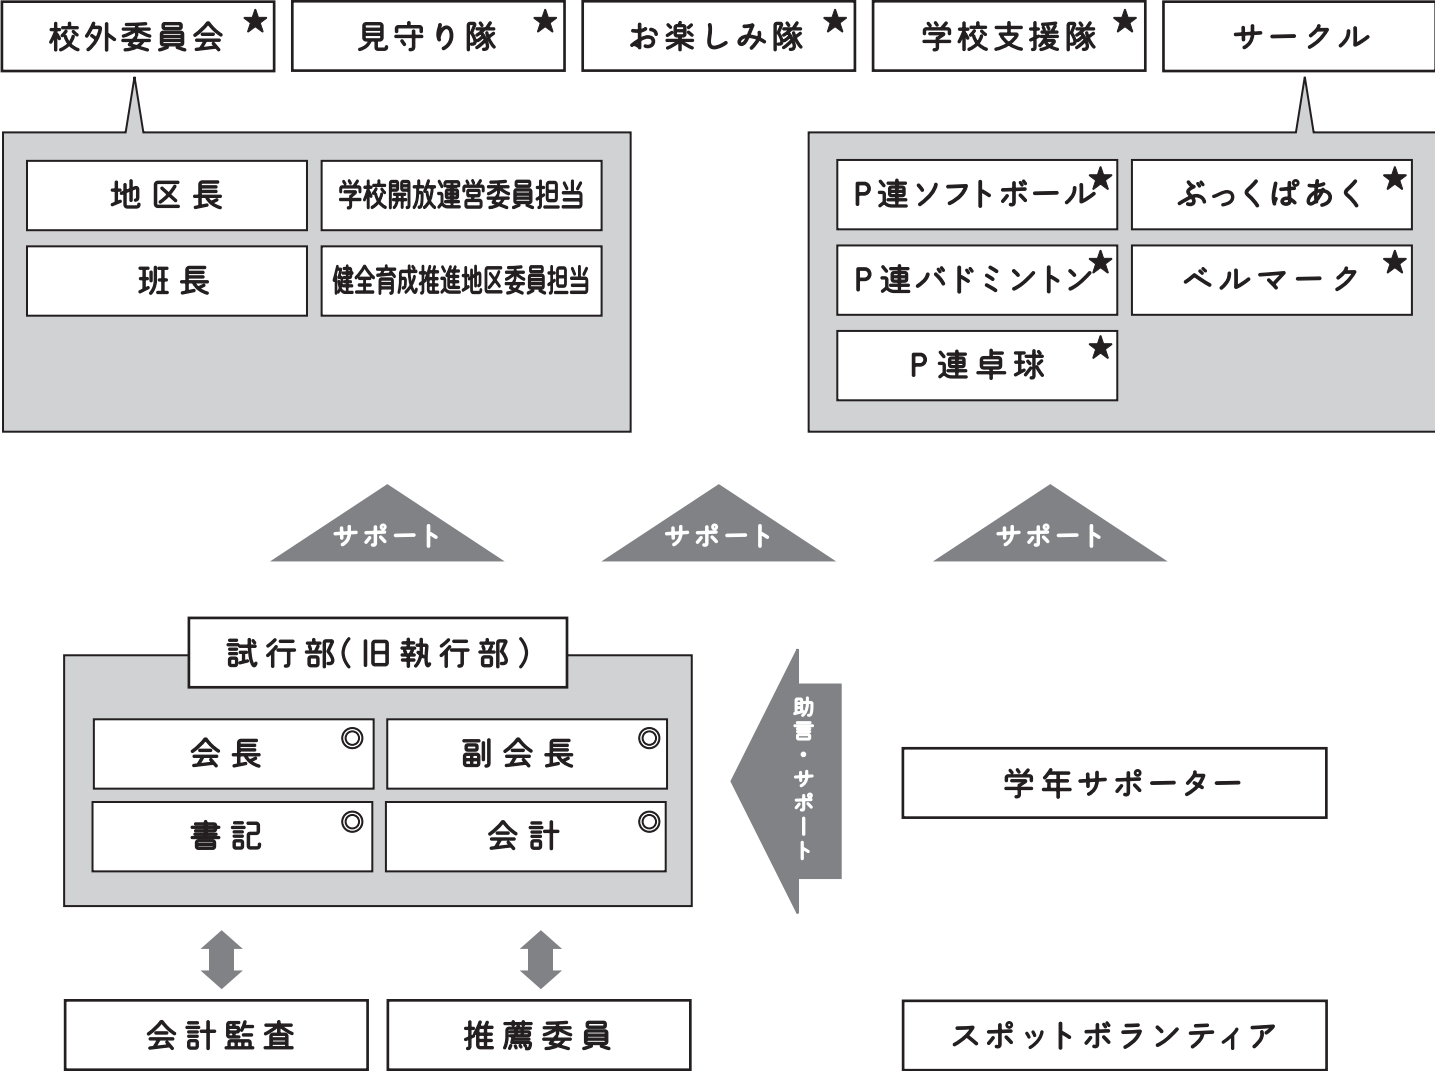 校外委員会★
見守り隊★
お楽しみ隊★
学校支援隊★
サークル
地区長
学校開放運営委員担当
班長
健全育成推進地区委員担当
P連ソフトボール★
ぶっくぱあく★
P連バドミントン★
ベルマーク★
P連卓球★
サポート
サポート
サポート
試行部(旧執行部)
会長◎
副会長◎
書記◎
会計◎
助言・サポート
学年サポーター
会計監査
推薦委員
スポットボランティア